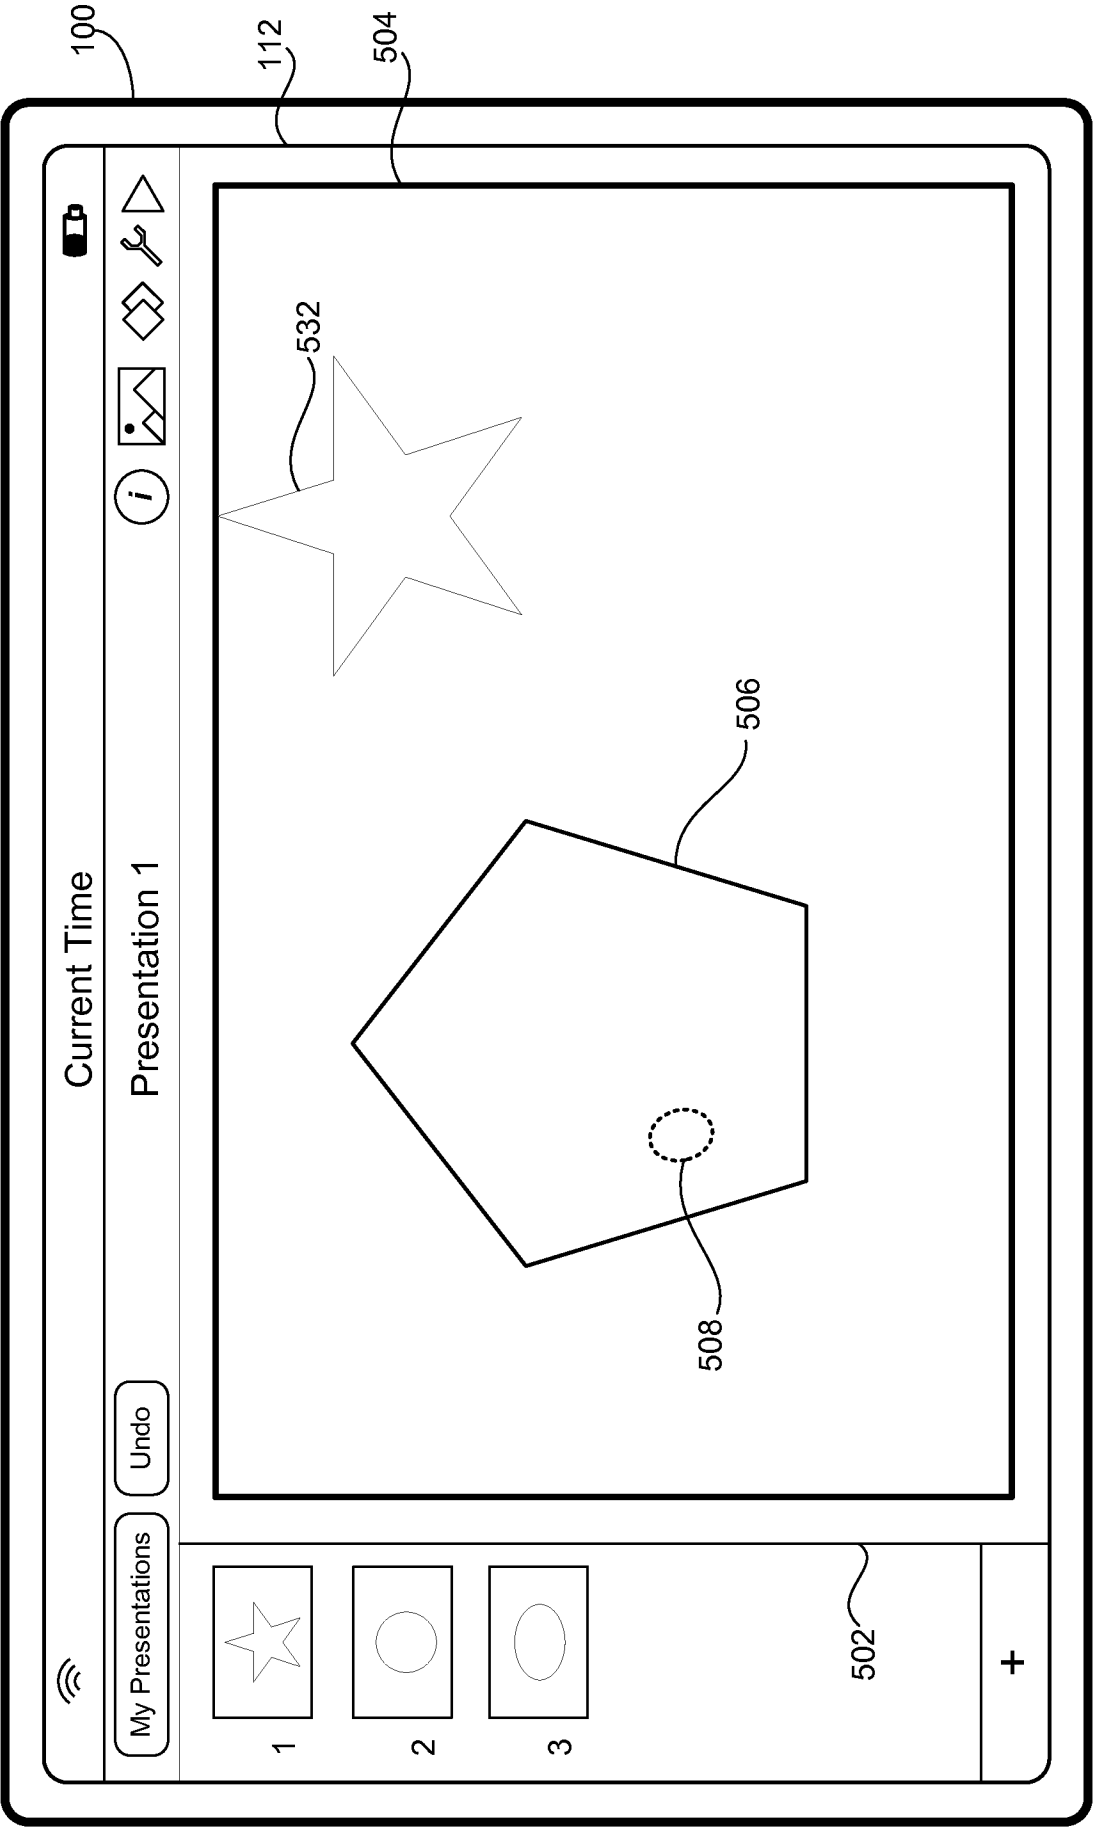 100
112
504
Current Time
My Presentations
Undo
Presentation 1
i
1
2
3
532
506
508
502
+